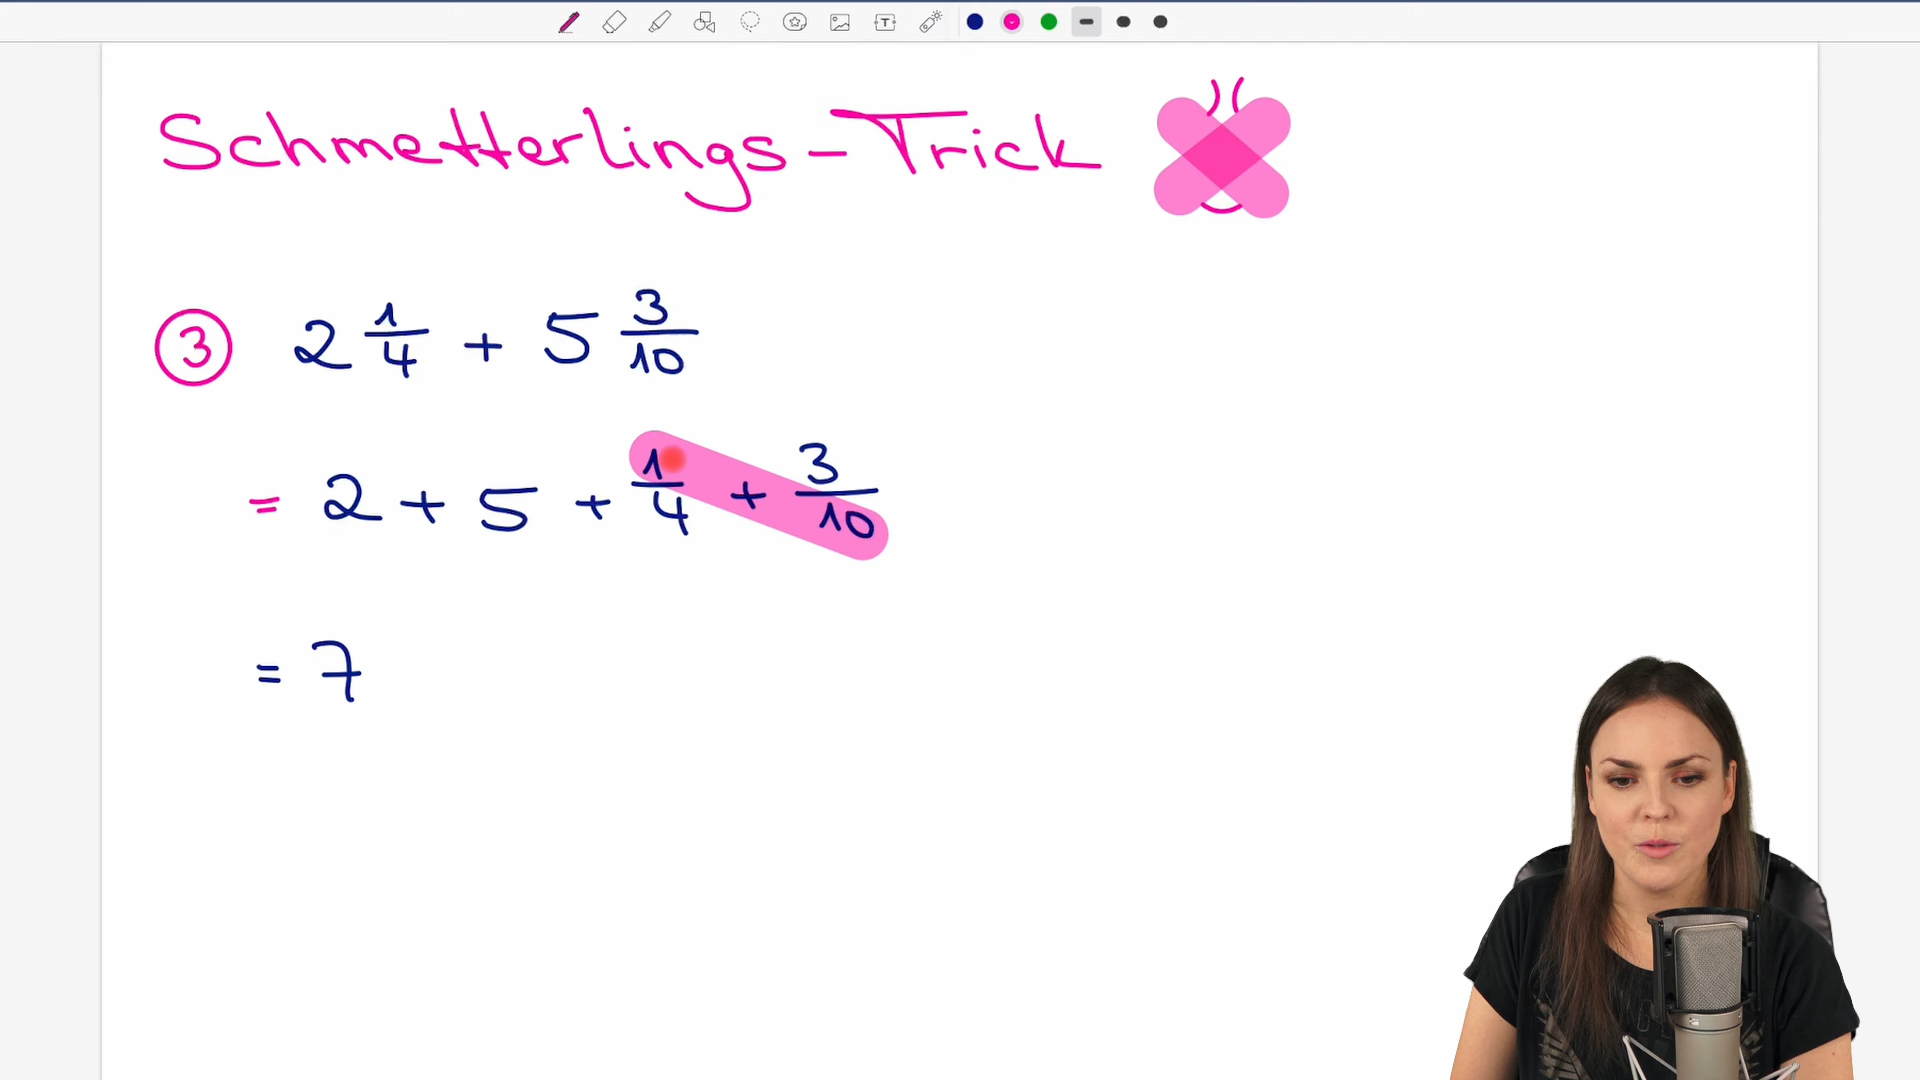 Schmetterlings-Trick
③ 2 1/4 + 5 3/10
= 2 + 5 + 1/4 + 3/10
= 7